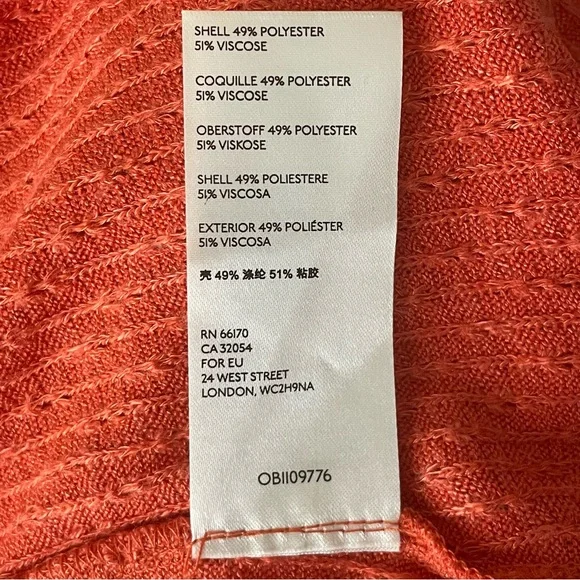 SHELL 49% POLYESTER
51% VISCOSE
COQUILLE 49% POLYESTER
51% VISCOSE
OBERSTOFF 49% POLYESTER
51% VISKOSE
SHELL 49% POLIESTERE
51% VISCOSA
EXTERIOR 49% POLIÉSTER
51% VISCOSA
壳 49% 涤纶 51% 粘胶
RN 66170
CA 32054
FOR EU
24 WEST STREET
LONDON, WC2H9NA
OB1109776